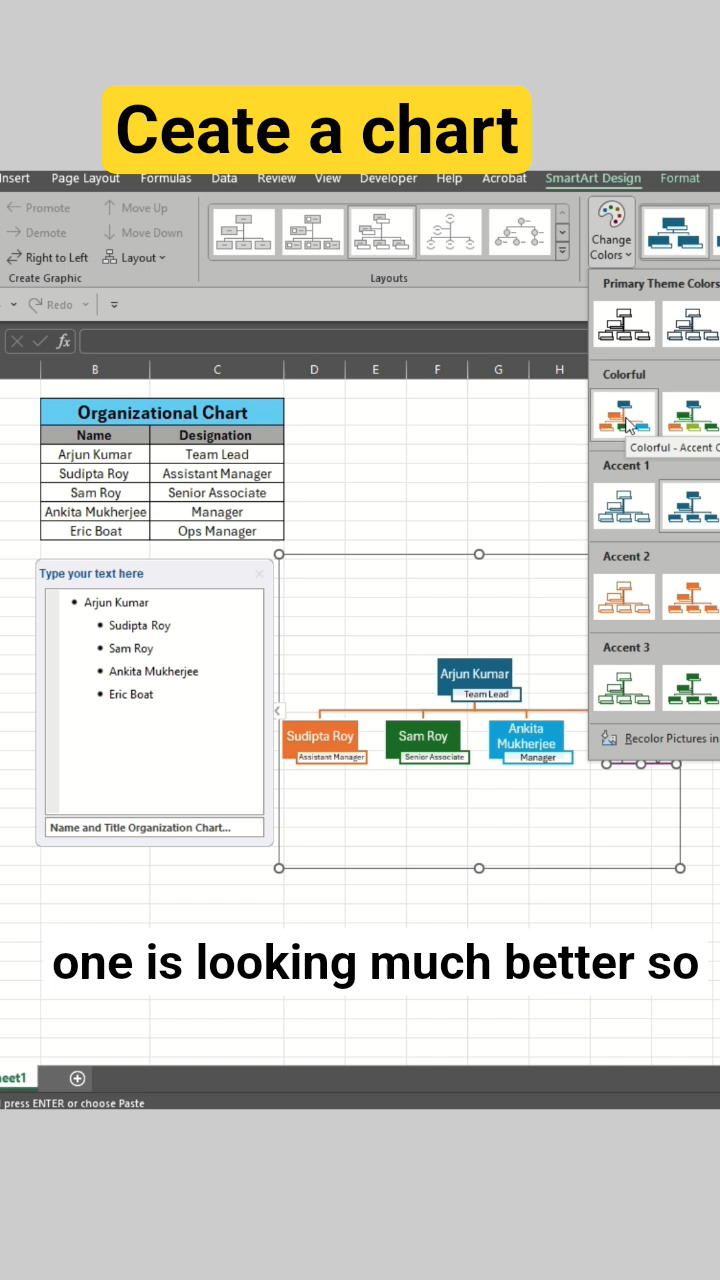 Ceate a chart
Insert Page Layout Formulas Data Review View Developer Help Acrobat SmartArt Design Format
Promote Move Up
Demote Move Down
Right to Left Layout
Create Graphic
Layouts
Change
Colors
Redo
Primary Theme Colors
fx
B C D E F G H
Colorful
Organizational Chart
Name Designation
Arjun Kumar Team Lead
Sudipta Roy Assistant Manager
Sam Roy Senior Associate
Ankita Mukherjee Manager
Eric Boat Ops Manager
Colorful - Accent C
Accent 1
Accent 2
Accent 3
Recolor Pictures in
Type your text here
Arjun Kumar
Sudipta Roy
Sam Roy
Ankita Mukherjee
Eric Boat
Name and Title Organization Chart...
Arjun Kumar
Team Lead
Sudipta Roy
Assistant Manager
Sam Roy
Senior Associate
Ankita
Mukherjee
Manager
one is looking much better so
eet1
press ENTER or choose Paste